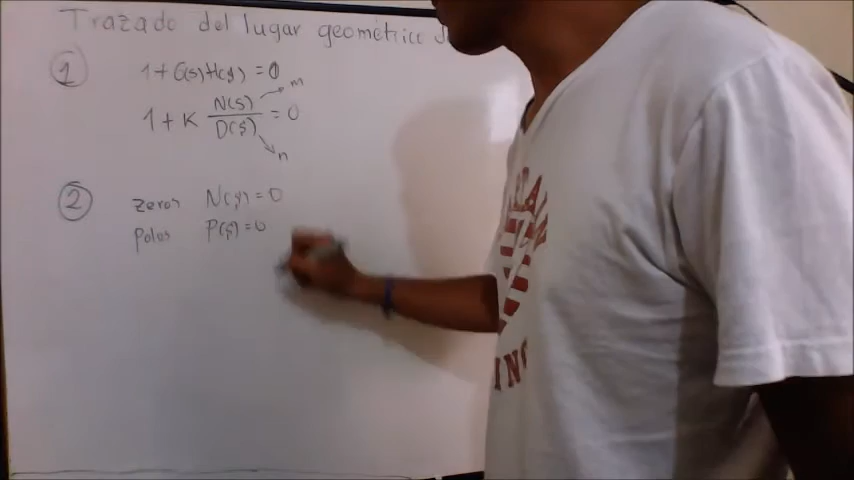 Trazado del lugar geométrico
1 1+G(s)H(s) = 0
m
1+K N(s)/D(s) = 0
n
2 zeros N(s) = 0
Polos P(s) = 0